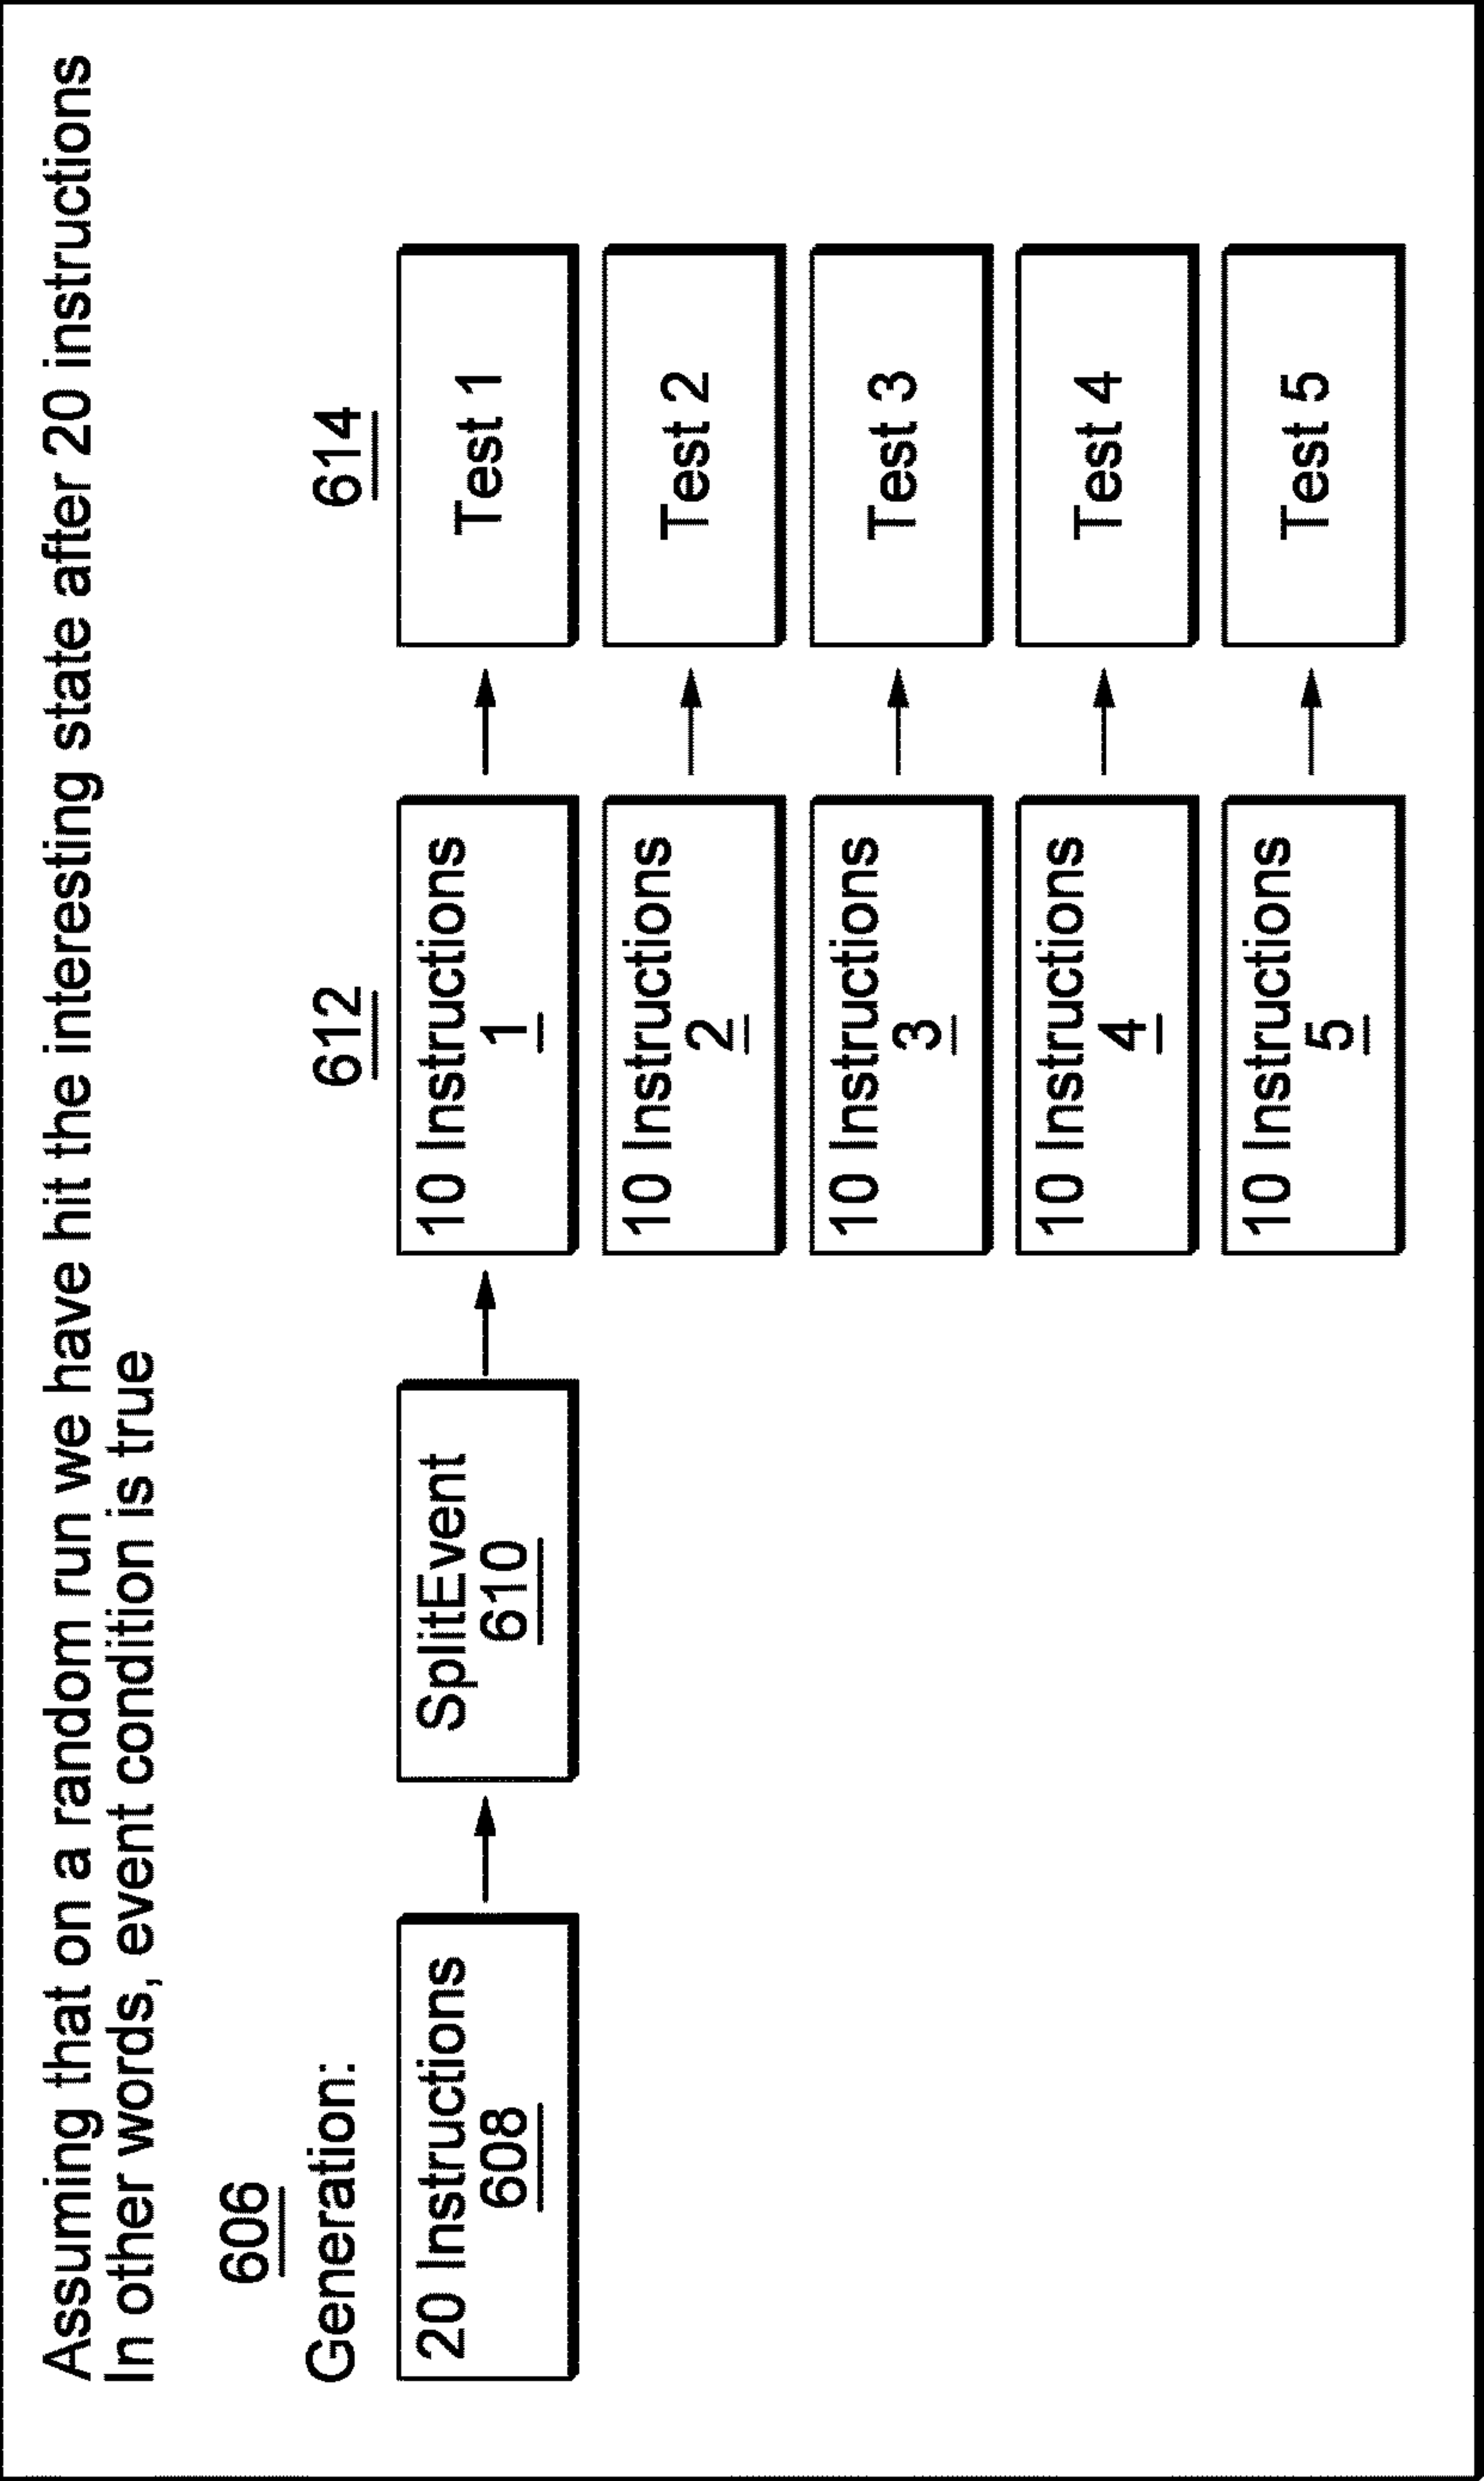 Assuming that on a random run we have hit the interesting state after 20 instructions
In other words, event condition is true
606
Generation:
612
614
20 Instructions
608
SplitEvent
610
10 Instructions
1
Test 1
10 Instructions
2
Test 2
10 Instructions
3
Test 3
10 Instructions
4
Test 4
10 Instructions
5
Test 5